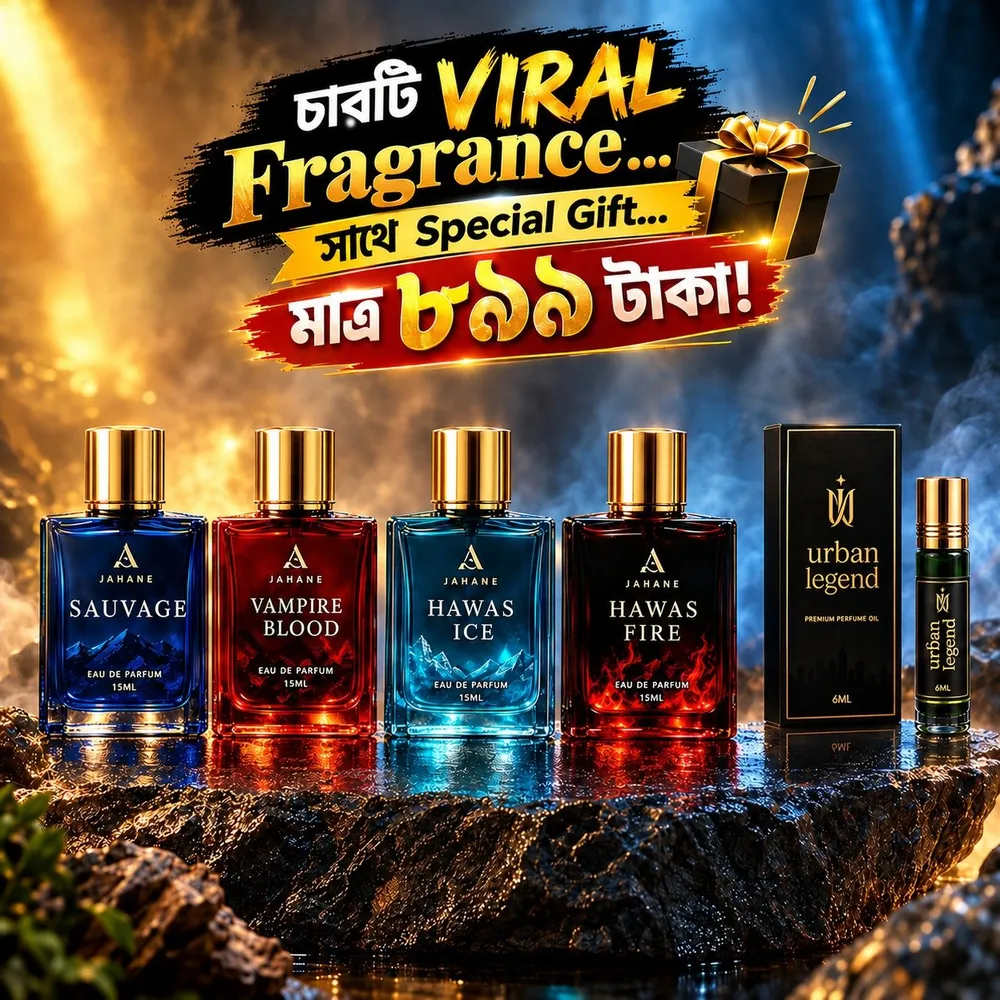 চারটি VIRAL
Fragrance...
সাথে Special Gift...
মাত্র ৮৯৯ টাকা!
A
JAHANE
SAUVAGE
EAU DE PARFUM
15ML
A
JAHANE
VAMPIRE
BLOOD
EAU DE PARFUM
15ML
A
JAHANE
HAWAS
ICE
EAU DE PARFUM
15ML
A
JAHANE
HAWAS
FIRE
EAU DE PARFUM
15ML
urban
legend
PREMIUM PERFUME OIL
6ML
urban
legend
6ML